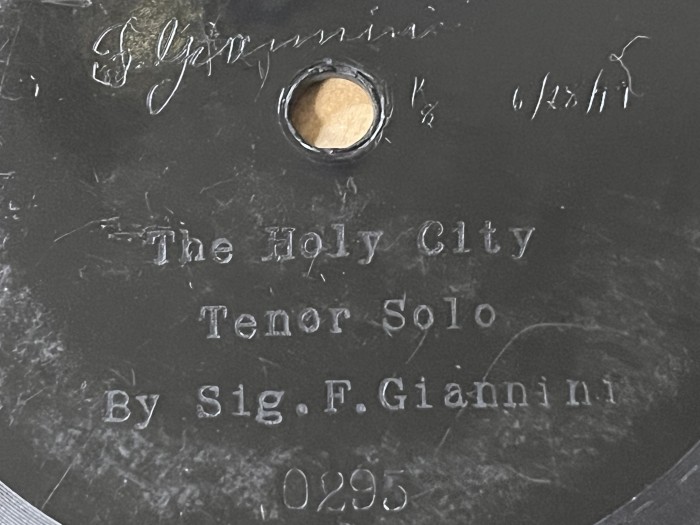 F. Giannini
The Holy City
Tenor Solo
By Sig. F. Giannini
0295